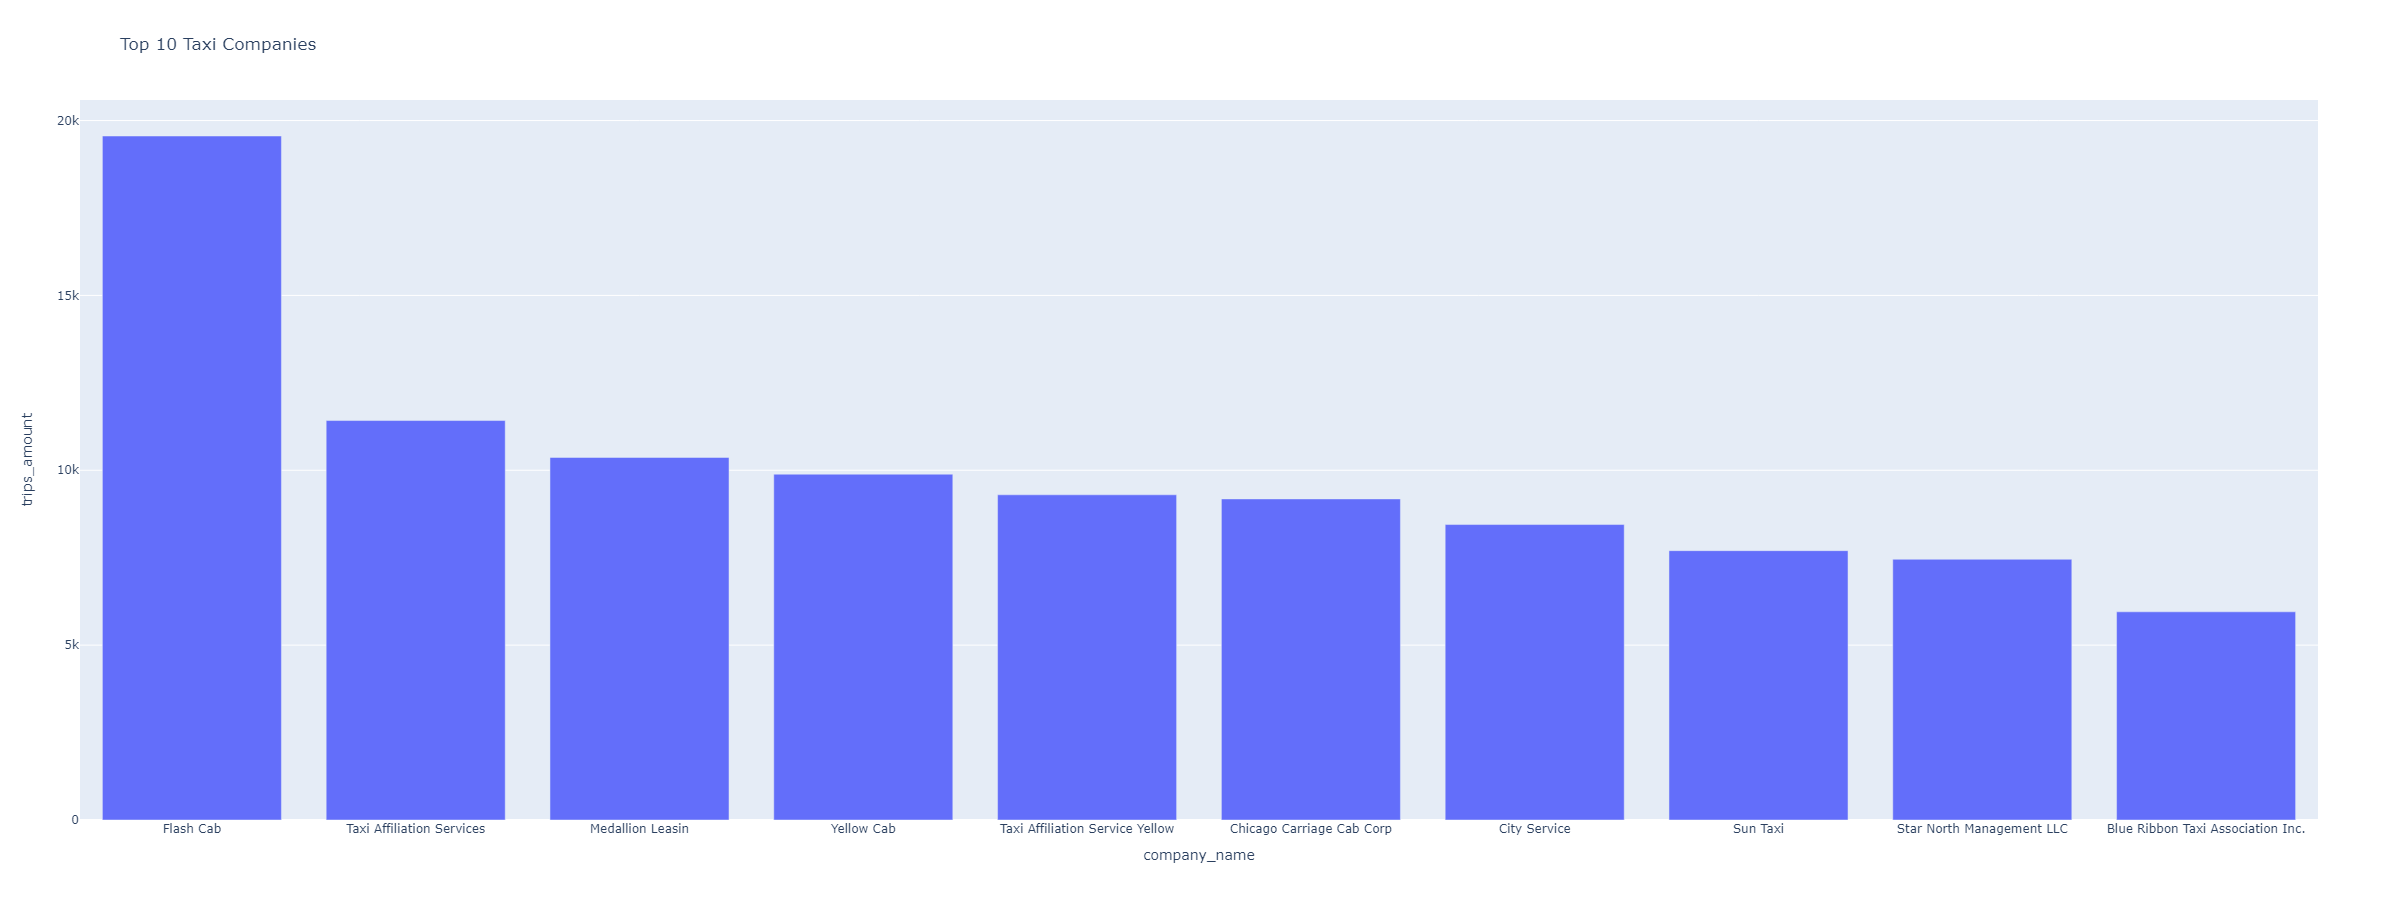 Top 10 Taxi Companies
20k
15k
10k
5k
0
trips_amount
Flash Cab
Taxi Affiliation Services
Medallion Leasin
Yellow Cab
Taxi Affiliation Service Yellow
Chicago Carriage Cab Corp
City Service
Sun Taxi
Star North Management LLC
Blue Ribbon Taxi Association Inc.
company_name